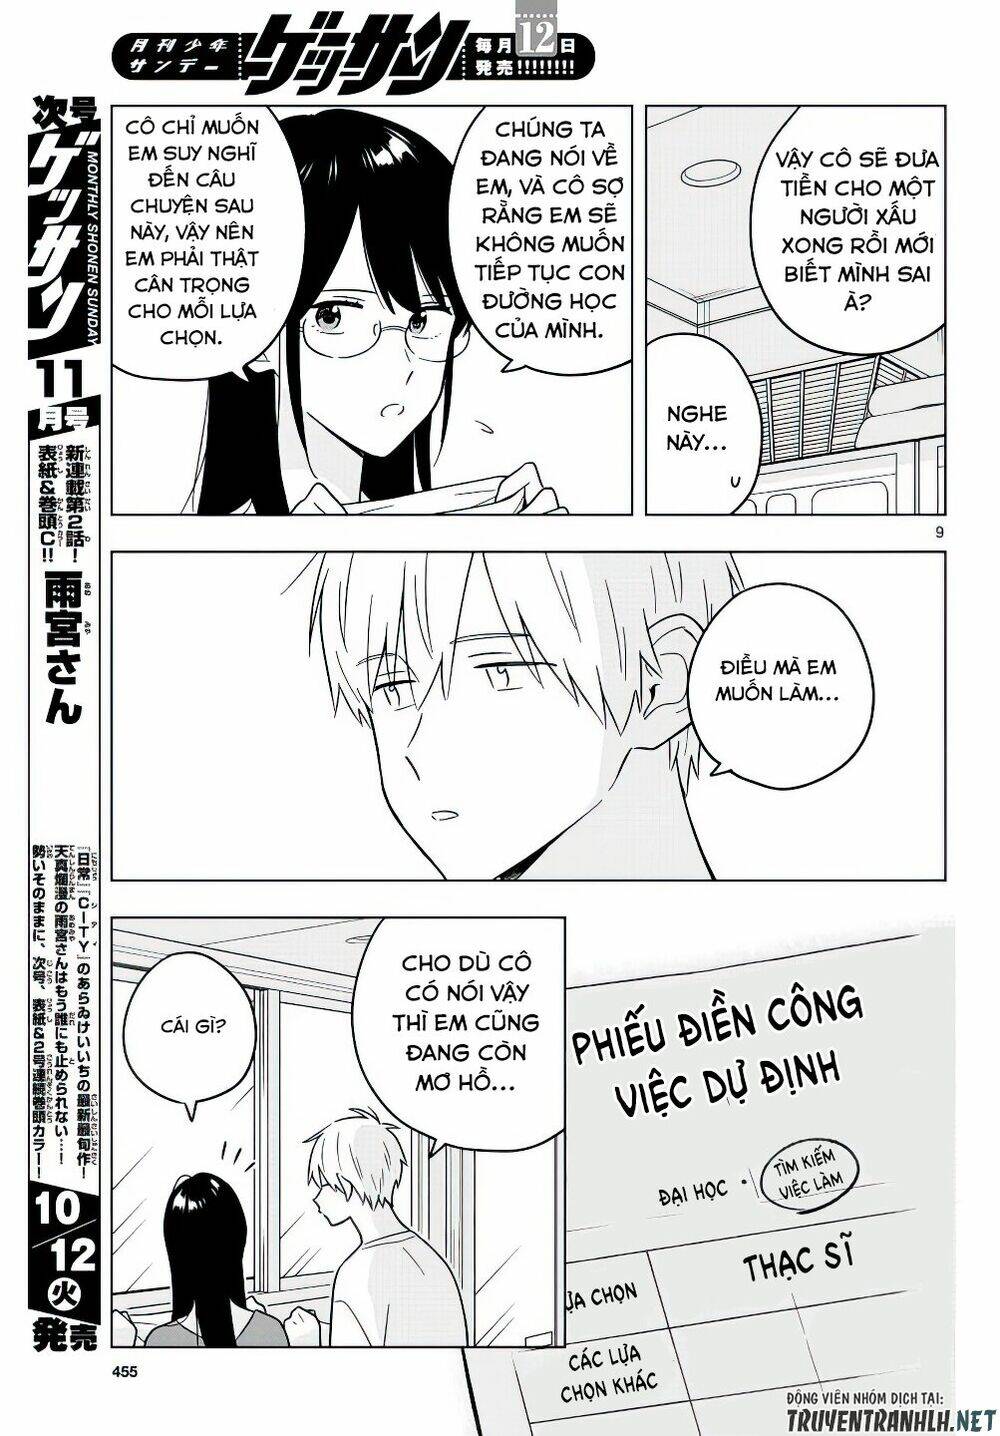 月刊少年
サンデー
ゲッサン
毎月12日
発売!!!!!!!!
VẬY CÔ SẼ ĐƯA
TIỀN CHO MỘT
NGƯỜI XẤU
XONG RỒI MỚI
BIẾT MÌNH SAI
À?
NGHE
NÀY...
CHÚNG TA
ĐANG NÓI VỀ
EM, VÀ CÔ SỢ
RẰNG EM SẼ
KHÔNG MUỐN
TIẾP TỤC CON
ĐƯỜNG HỌC
CỦA MÌNH.
CÔ CHỈ MUỐN
EM SUY NGHĨ
ĐẾN CÂU
CHUYỆN SAU
NÀY, VẬY NÊN
EM PHẢI THẬT
CẨN TRỌNG
CHO MỖI LỰA
CHỌN.
9
ĐIỀU MÀ EM
MUỐN LÀM...
CHO DÙ CÔ
CÓ NÓI VẬY
THÌ EM CŨNG
ĐANG CÒN
MƠ HỒ...
CÁI GÌ?
PHIẾU ĐIỀN CÔNG
VIỆC DỰ ĐỊNH
ĐẠI HỌC • TÌM KIẾM
VIỆC LÀM
THẠC SĨ
LỰA CHỌN
CÁC LỰA
CHỌN KHÁC
次号
ゲッサン
MONTHLY SHONEN SUNDAY
11
月号
新連載第2話!
表紙&巻頭C!!
雨宮さん
『日常』『CITY』のあらゐけいいちの最新最旬作!
天真爛漫の雨宮さんはもう誰にも止められない……!
勢いそのままに、次号、表紙&2号連続巻頭カラー!
10/12火
発売
455
ĐỘNG VIÊN NHÓM DỊCH TẠI:
TRUYENTRANHLH.NET